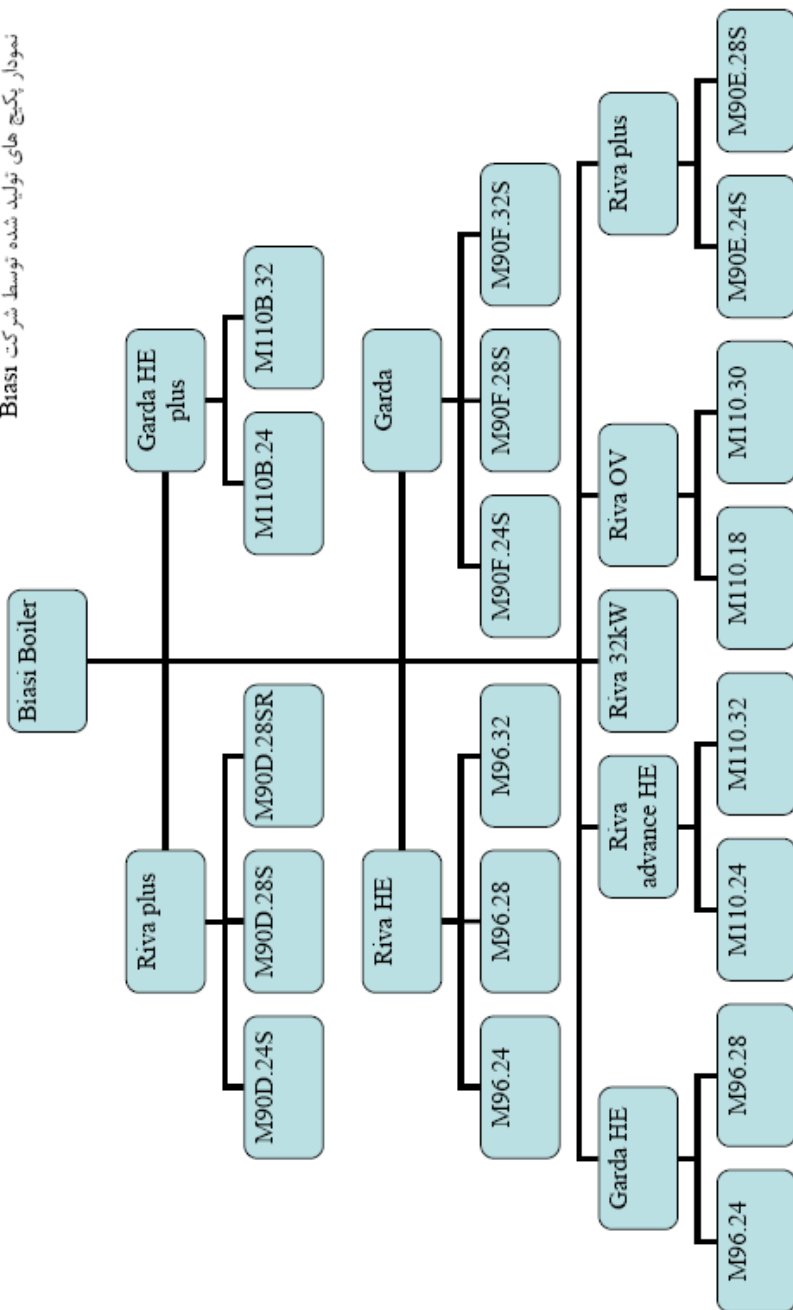 نمودار پکیج های تولید شده توسط شرکت Biasi
Biasi Boiler
Riva plus
Garda HE
plus
M90D.24S
M90D.28S
M90D.28SR
M110B.24
M110B.32
Riva HE
Garda
M96.24
M96.28
M96.32
M90F.24S
M90F.28S
M90F.32S
Garda HE
Riva
advance HE
Riva 32kW
Riva OV
Riva plus
M96.24
M96.28
M110.24
M110.32
M110.18
M110.30
M90E.24S
M90E.28S